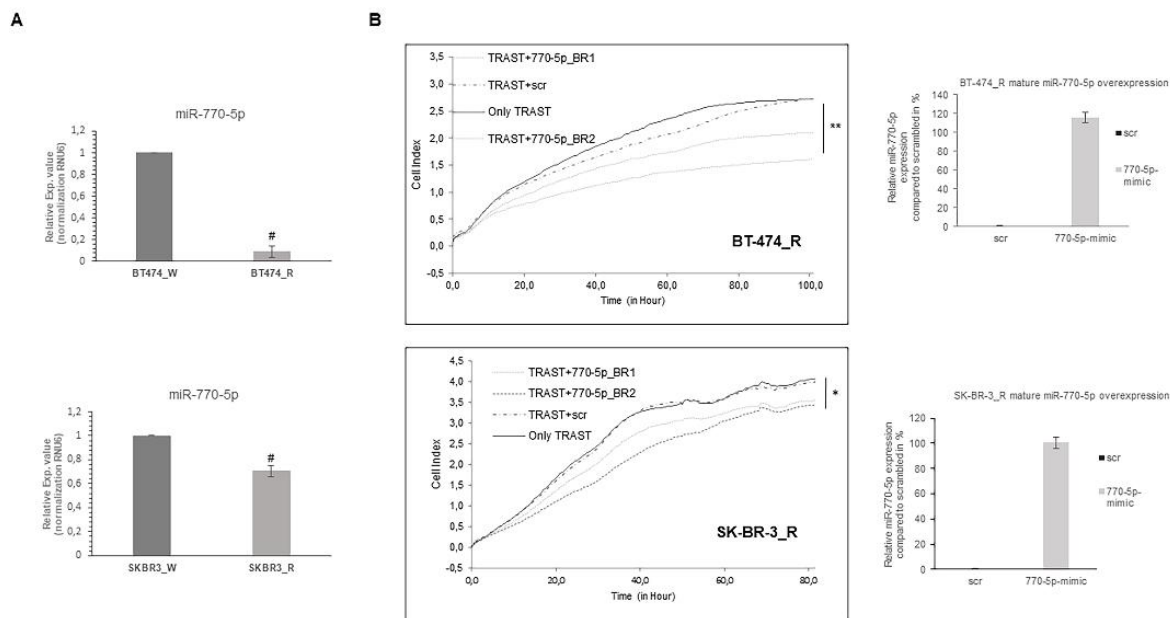 A
miR-770-5p
Relative Exp. value
(normalization RNU6)
1,2
1
0,8
0,6
0,4
0,2
0
#
BT474_W
BT474_R
miR-770-5p
Relative Exp. value
(normalization RNU6)
1,2
1
0,8
0,6
0,4
0,2
0
#
SKBR3_W
SKBR3_R
B
3,5
3,0
2,5
2,0
1,5
1,0
0,5
0,0
-0,5
Cell Index
TRAST+770-5p_BR1
TRAST+scr
Only TRAST
TRAST+770-5p_BR2
**
BT-474_R
0,0
20,0
40,0
60,0
80,0
100,0
Time (in Hour)
BT-474_R mature miR-770-5p overexpression
Relative miR-770-5p
expression
compared to scrambled in %
140
120
100
80
60
40
20
0
scr
770-5p-mimic
scr
770-5p-
mimic
4,5
4,0
3,5
3,0
2,5
2,0
1,5
1,0
0,5
0,0
-0,5
Cell Index
TRAST+770-5p_BR1
TRAST+770-5p_BR2
TRAST+scr
Only TRAST
*
SK-BR-3_R
0,0
20,0
40,0
60,0
80,0
Time (in Hour)
SK-BR-3_R mature miR-770-5p overexpression
Relative miR-770-5p expression
compared to scrambled in %
120
100
80
60
40
20
0
scr
770-5p-mimic
scr
770-5p-
mimic